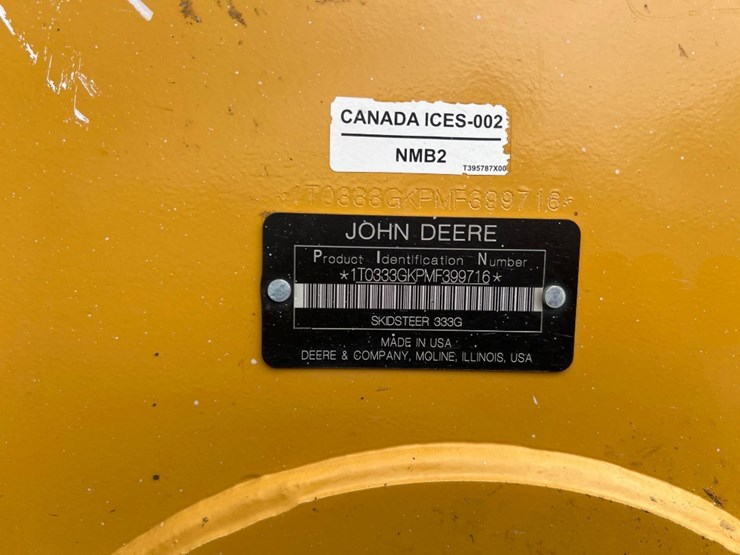 CANADA ICES-002
NMB2
T395787X00
*1T0333GKPMF399716*
JOHN DEERE
Product Identification Number
*1T0333GKPMF399716*
SKIDSTEER 333G
MADE IN USA
DEERE & COMPANY, MOLINE, ILLINOIS, USA